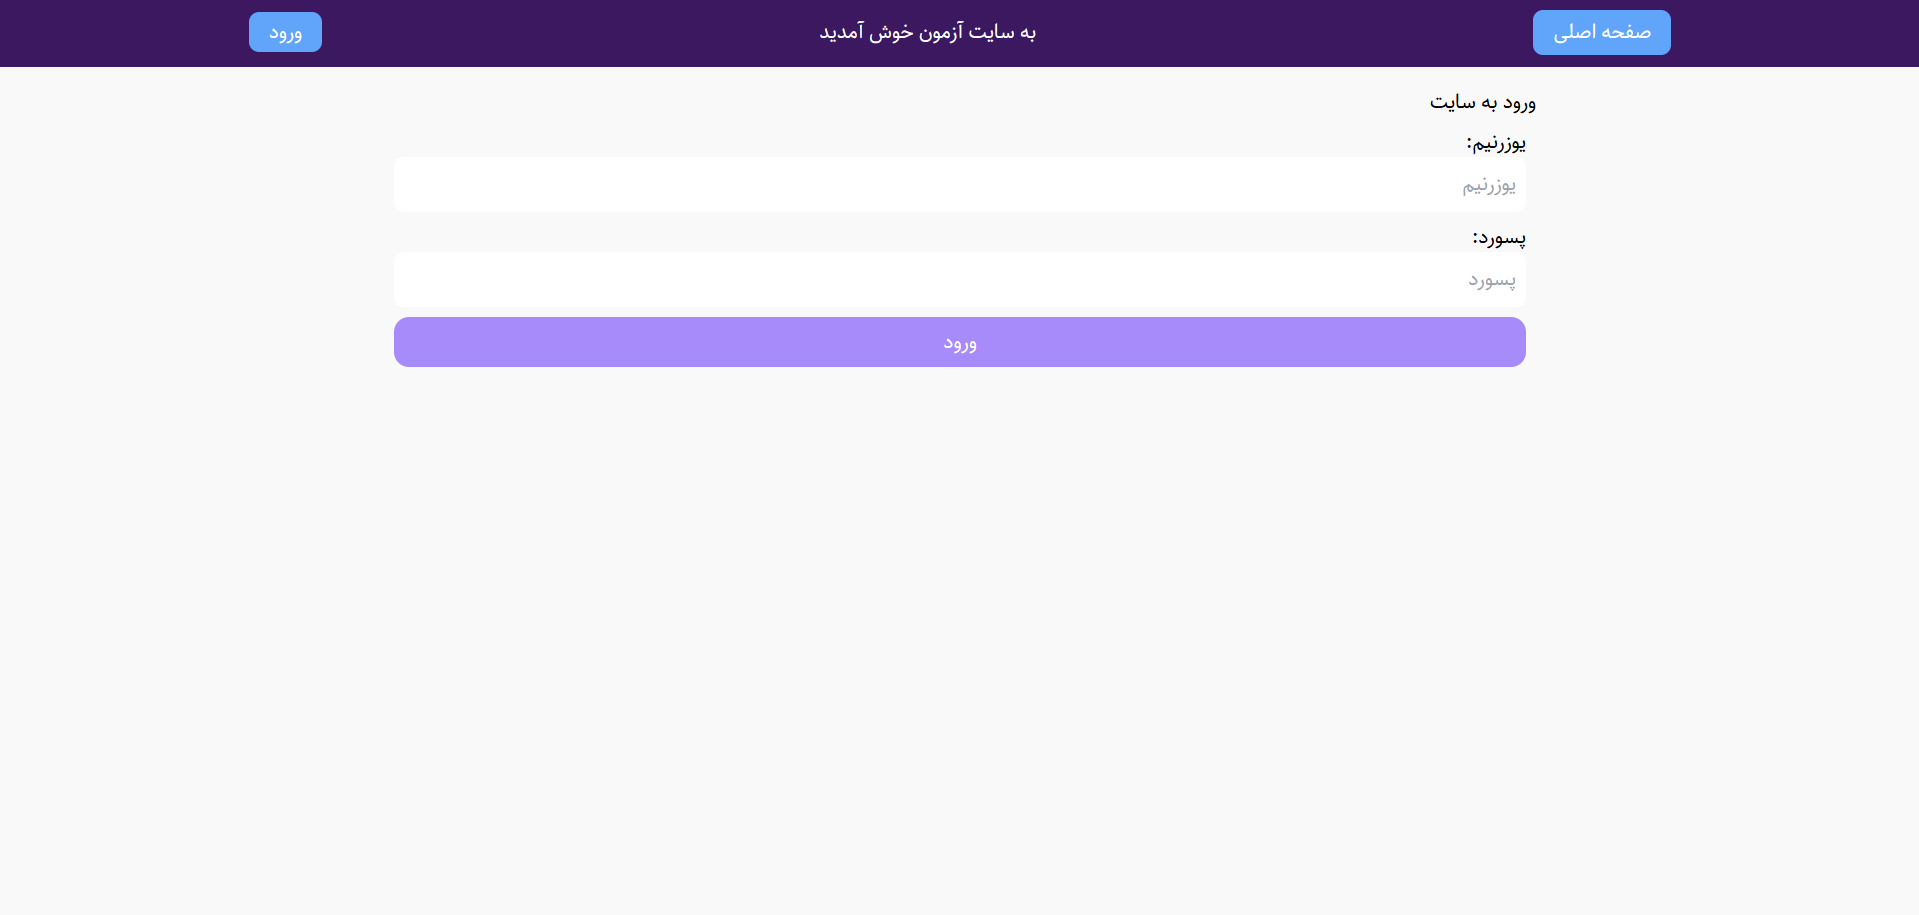 صفحه اصلی
به سایت آزمون خوش آمدید
ورود
ورود به سایت
یوزرنیم:
یوزرنیم
پسورد:
پسورد
ورود